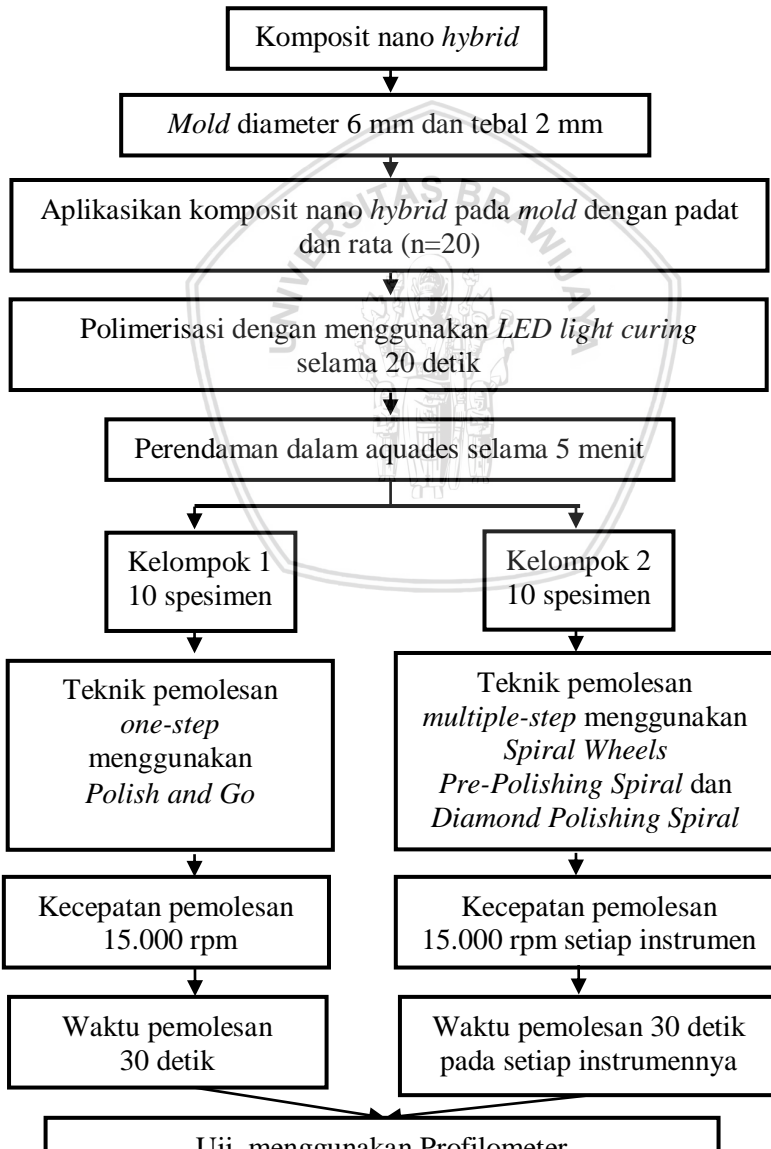 Komposit nano hybrid
Mold diameter 6 mm dan tebal 2 mm
Aplikasikan komposit nano hybrid pada mold dengan padat
dan rata (n=20)
Polimerisasi dengan menggunakan LED light curing
selama 20 detik
Perendaman dalam aquades selama 5 menit
Kelompok 1
10 spesimen
Kelompok 2
10 spesimen
Teknik pemolesan
one-step
menggunakan
Polish and Go
Teknik pemolesan
multiple-step menggunakan
Spiral Wheels
Pre-Polishing Spiral dan
Diamond Polishing Spiral
Kecepatan pemolesan
15.000 rpm
Kecepatan pemolesan
15.000 rpm setiap instrumen
Waktu pemolesan
30 detik
Waktu pemolesan 30 detik
pada setiap instrumennya
Uji menggunakan Profilometer
UNIVERSITAS BRAWIJAYA